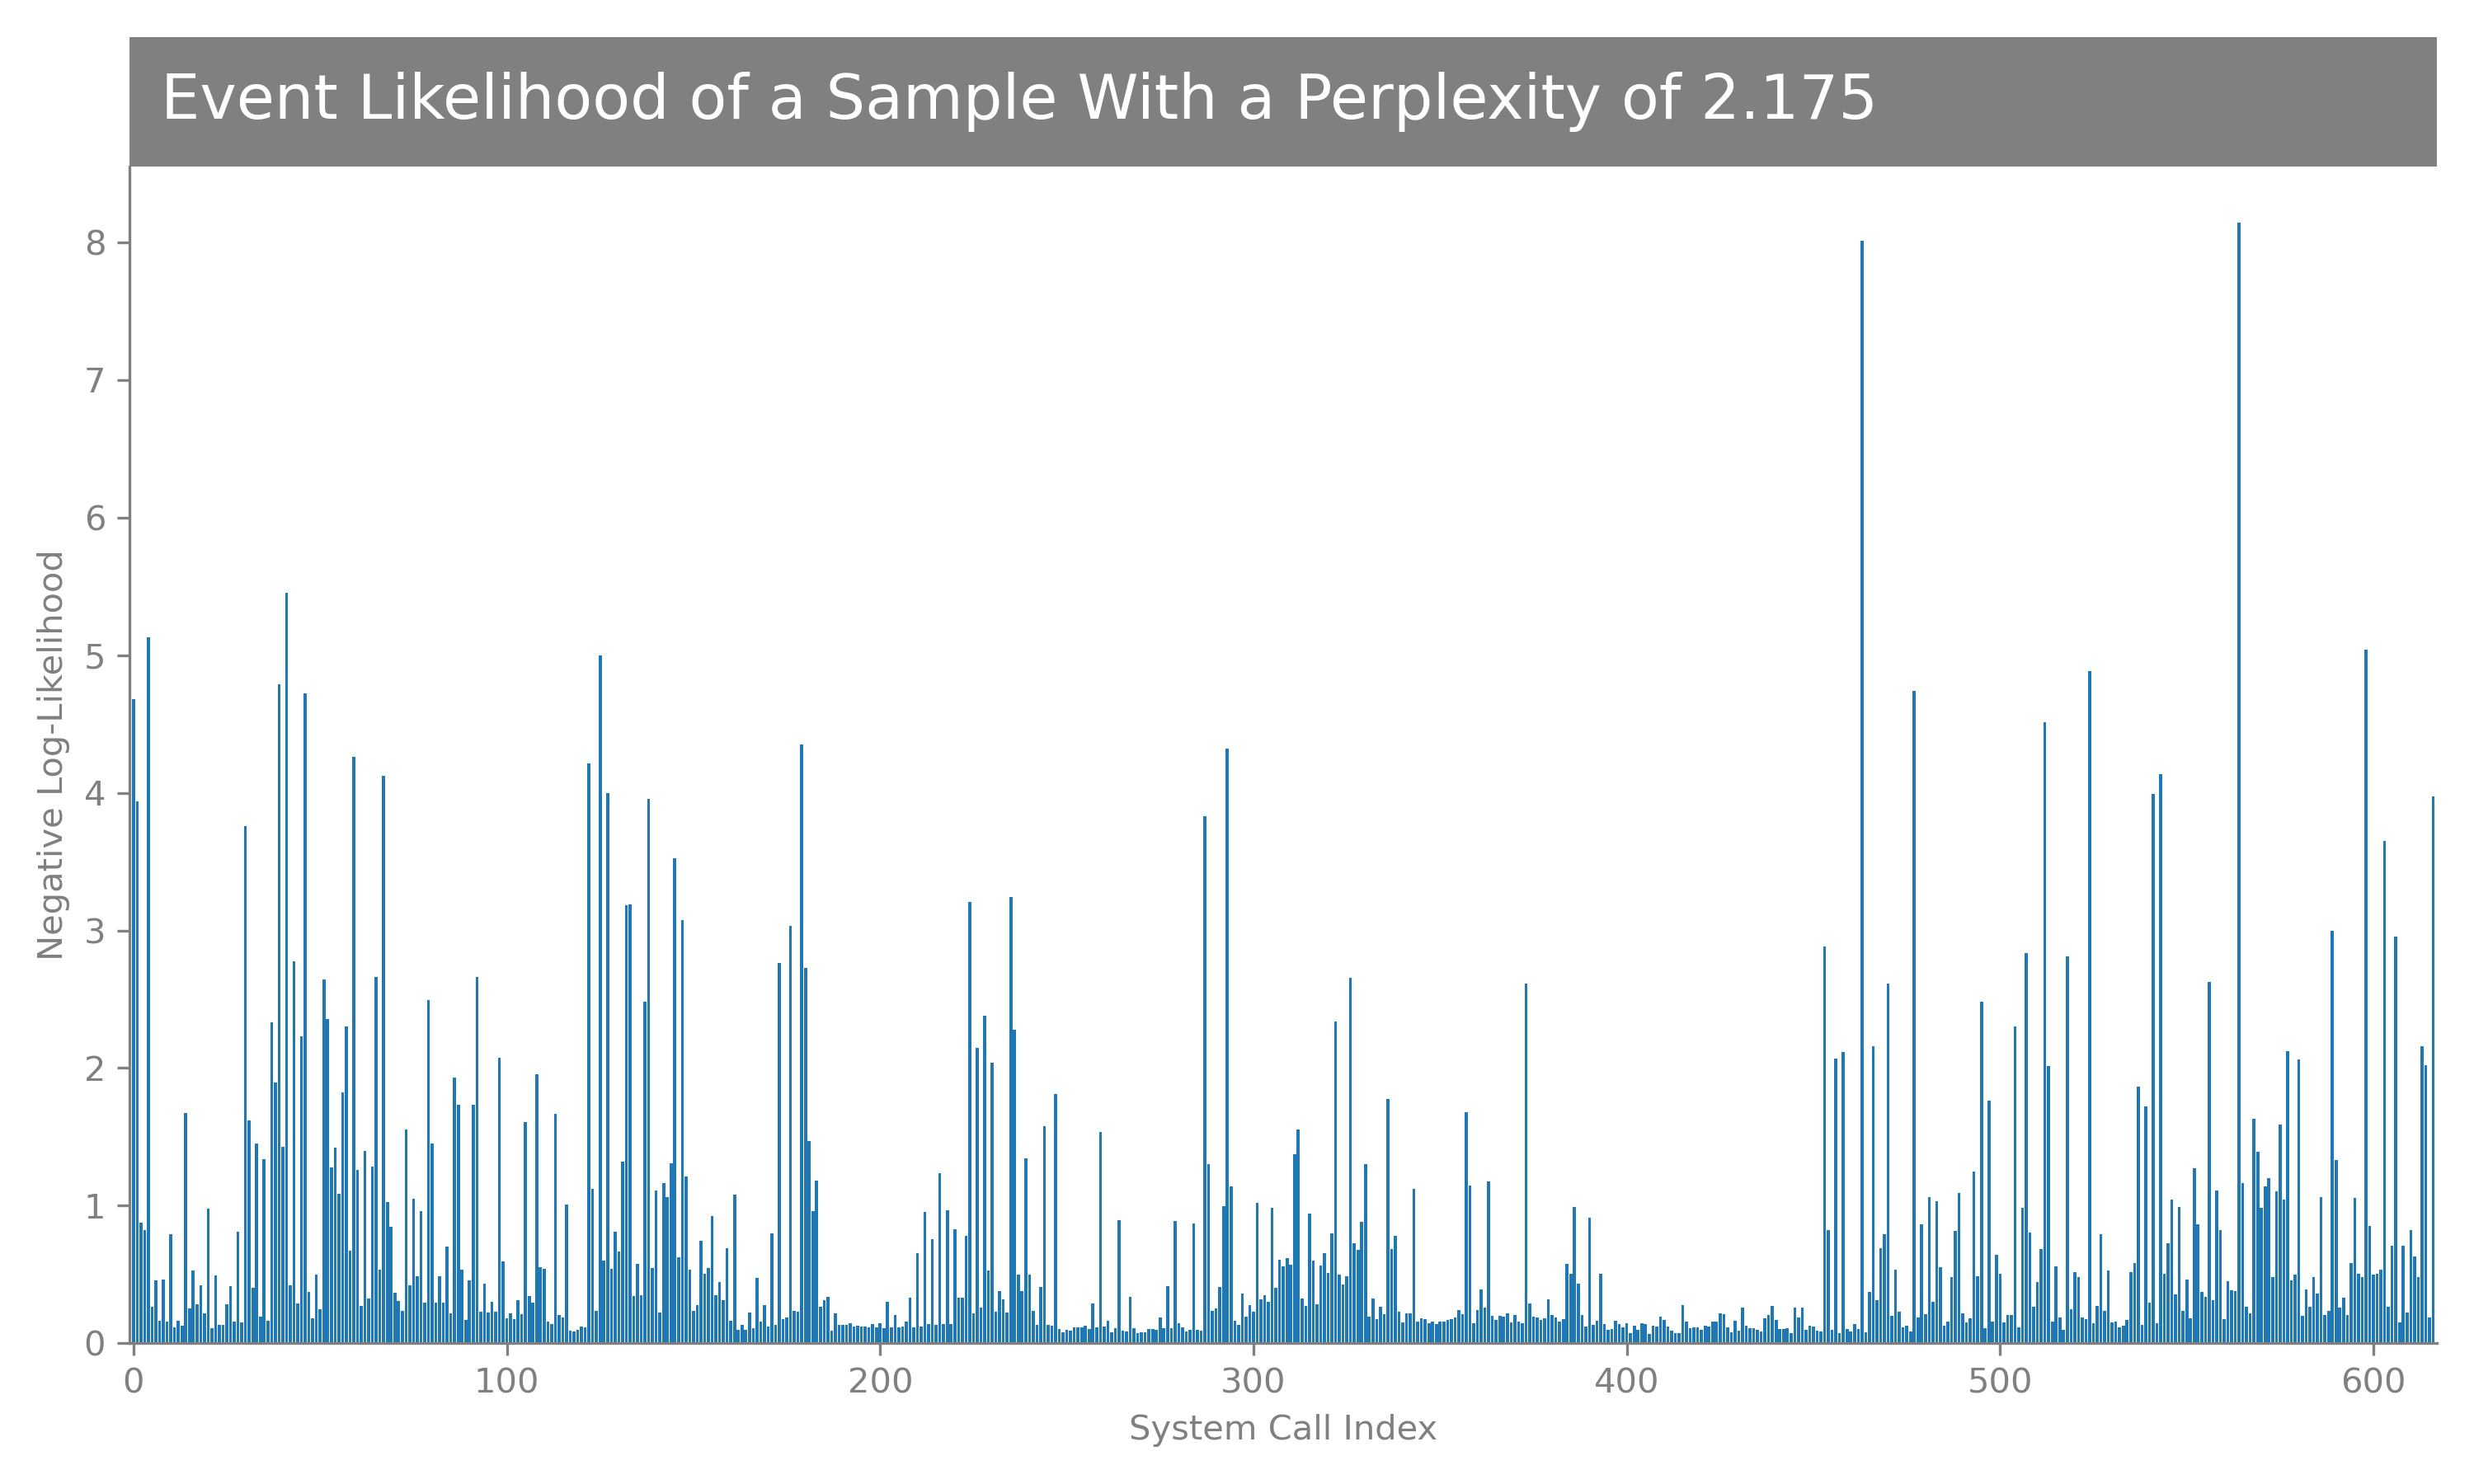 Event Likelihood of a Sample With a Perplexity of 2.175
8
7
6
5
4
3
2
1
0
Negative Log-Likelihood
0 100 200 300 400 500 600
System Call Index